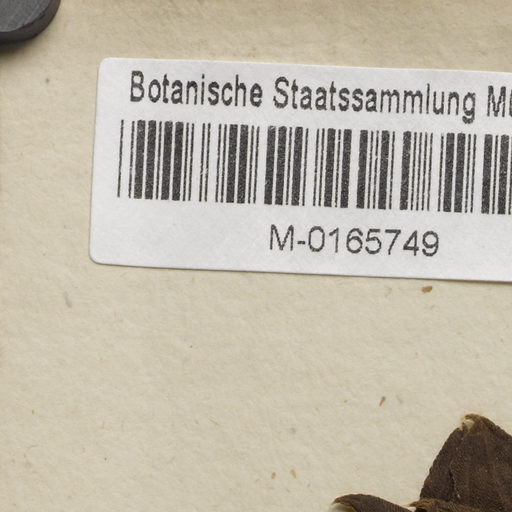 Botanische Staatssammlung
M-0165749